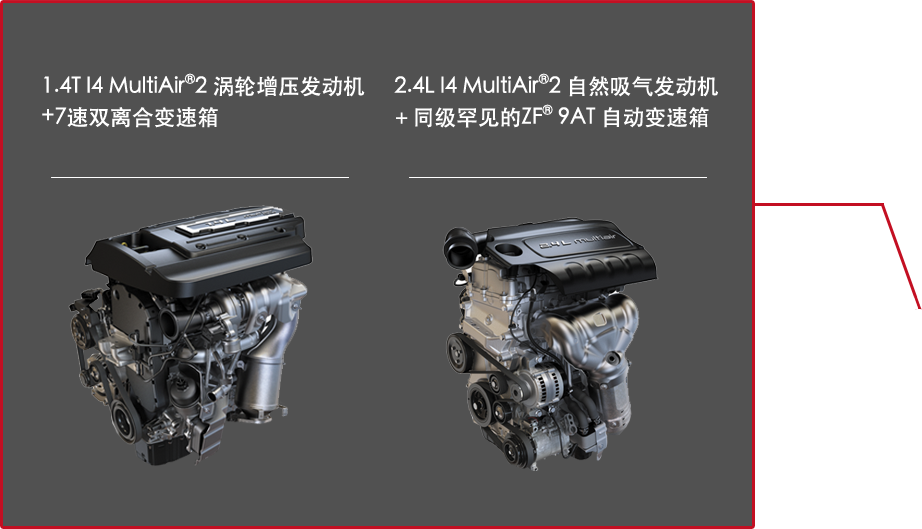 1.4T I4 MultiAir®2 涡轮增压发动机
+7速双离合变速箱
2.4L I4 MultiAir®2 自然吸气发动机
+ 同级罕见的ZF® 9AT 自动变速箱
2.4L Multiair